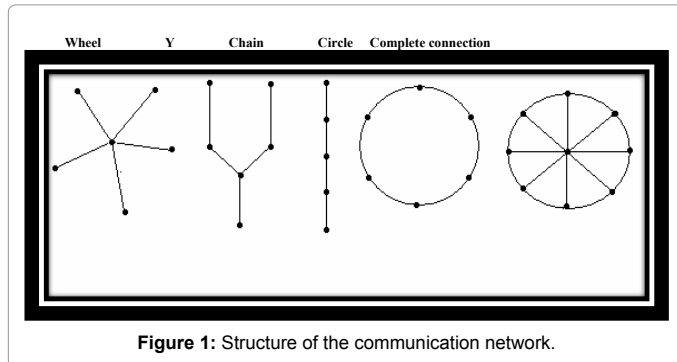 Wheel Y Chain Circle Complete connection
Figure 1: Structure of the communication network.